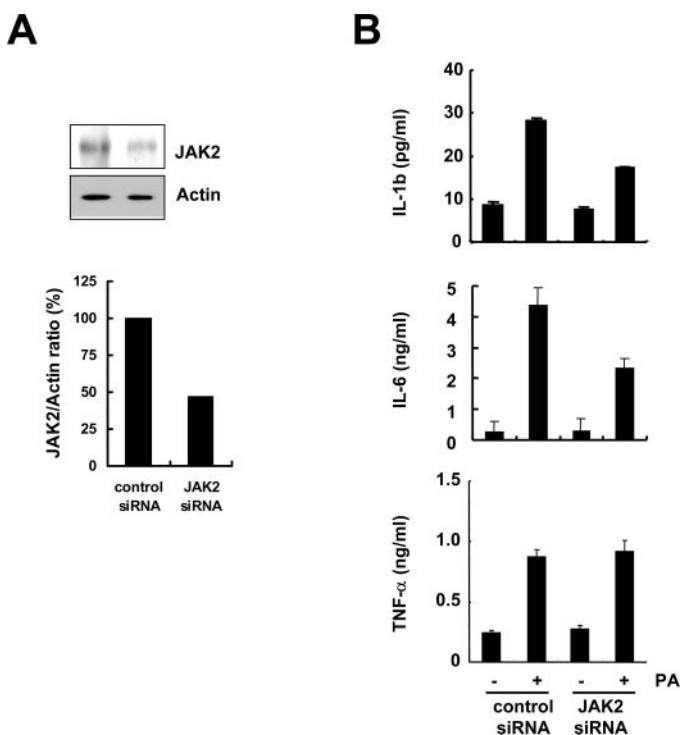 A
JAK2
Actin
JAK2/Actin ratio (%)
125
100
75
50
25
0
control
siRNA
JAK2
siRNA
B
IL-1b (pg/ml)
40
30
20
10
0
IL-6 (ng/ml)
5
4
3
2
1
0
TNF-α (ng/ml)
1.5
1.0
0.5
0
- + - + PA
control
siRNA
JAK2
siRNA